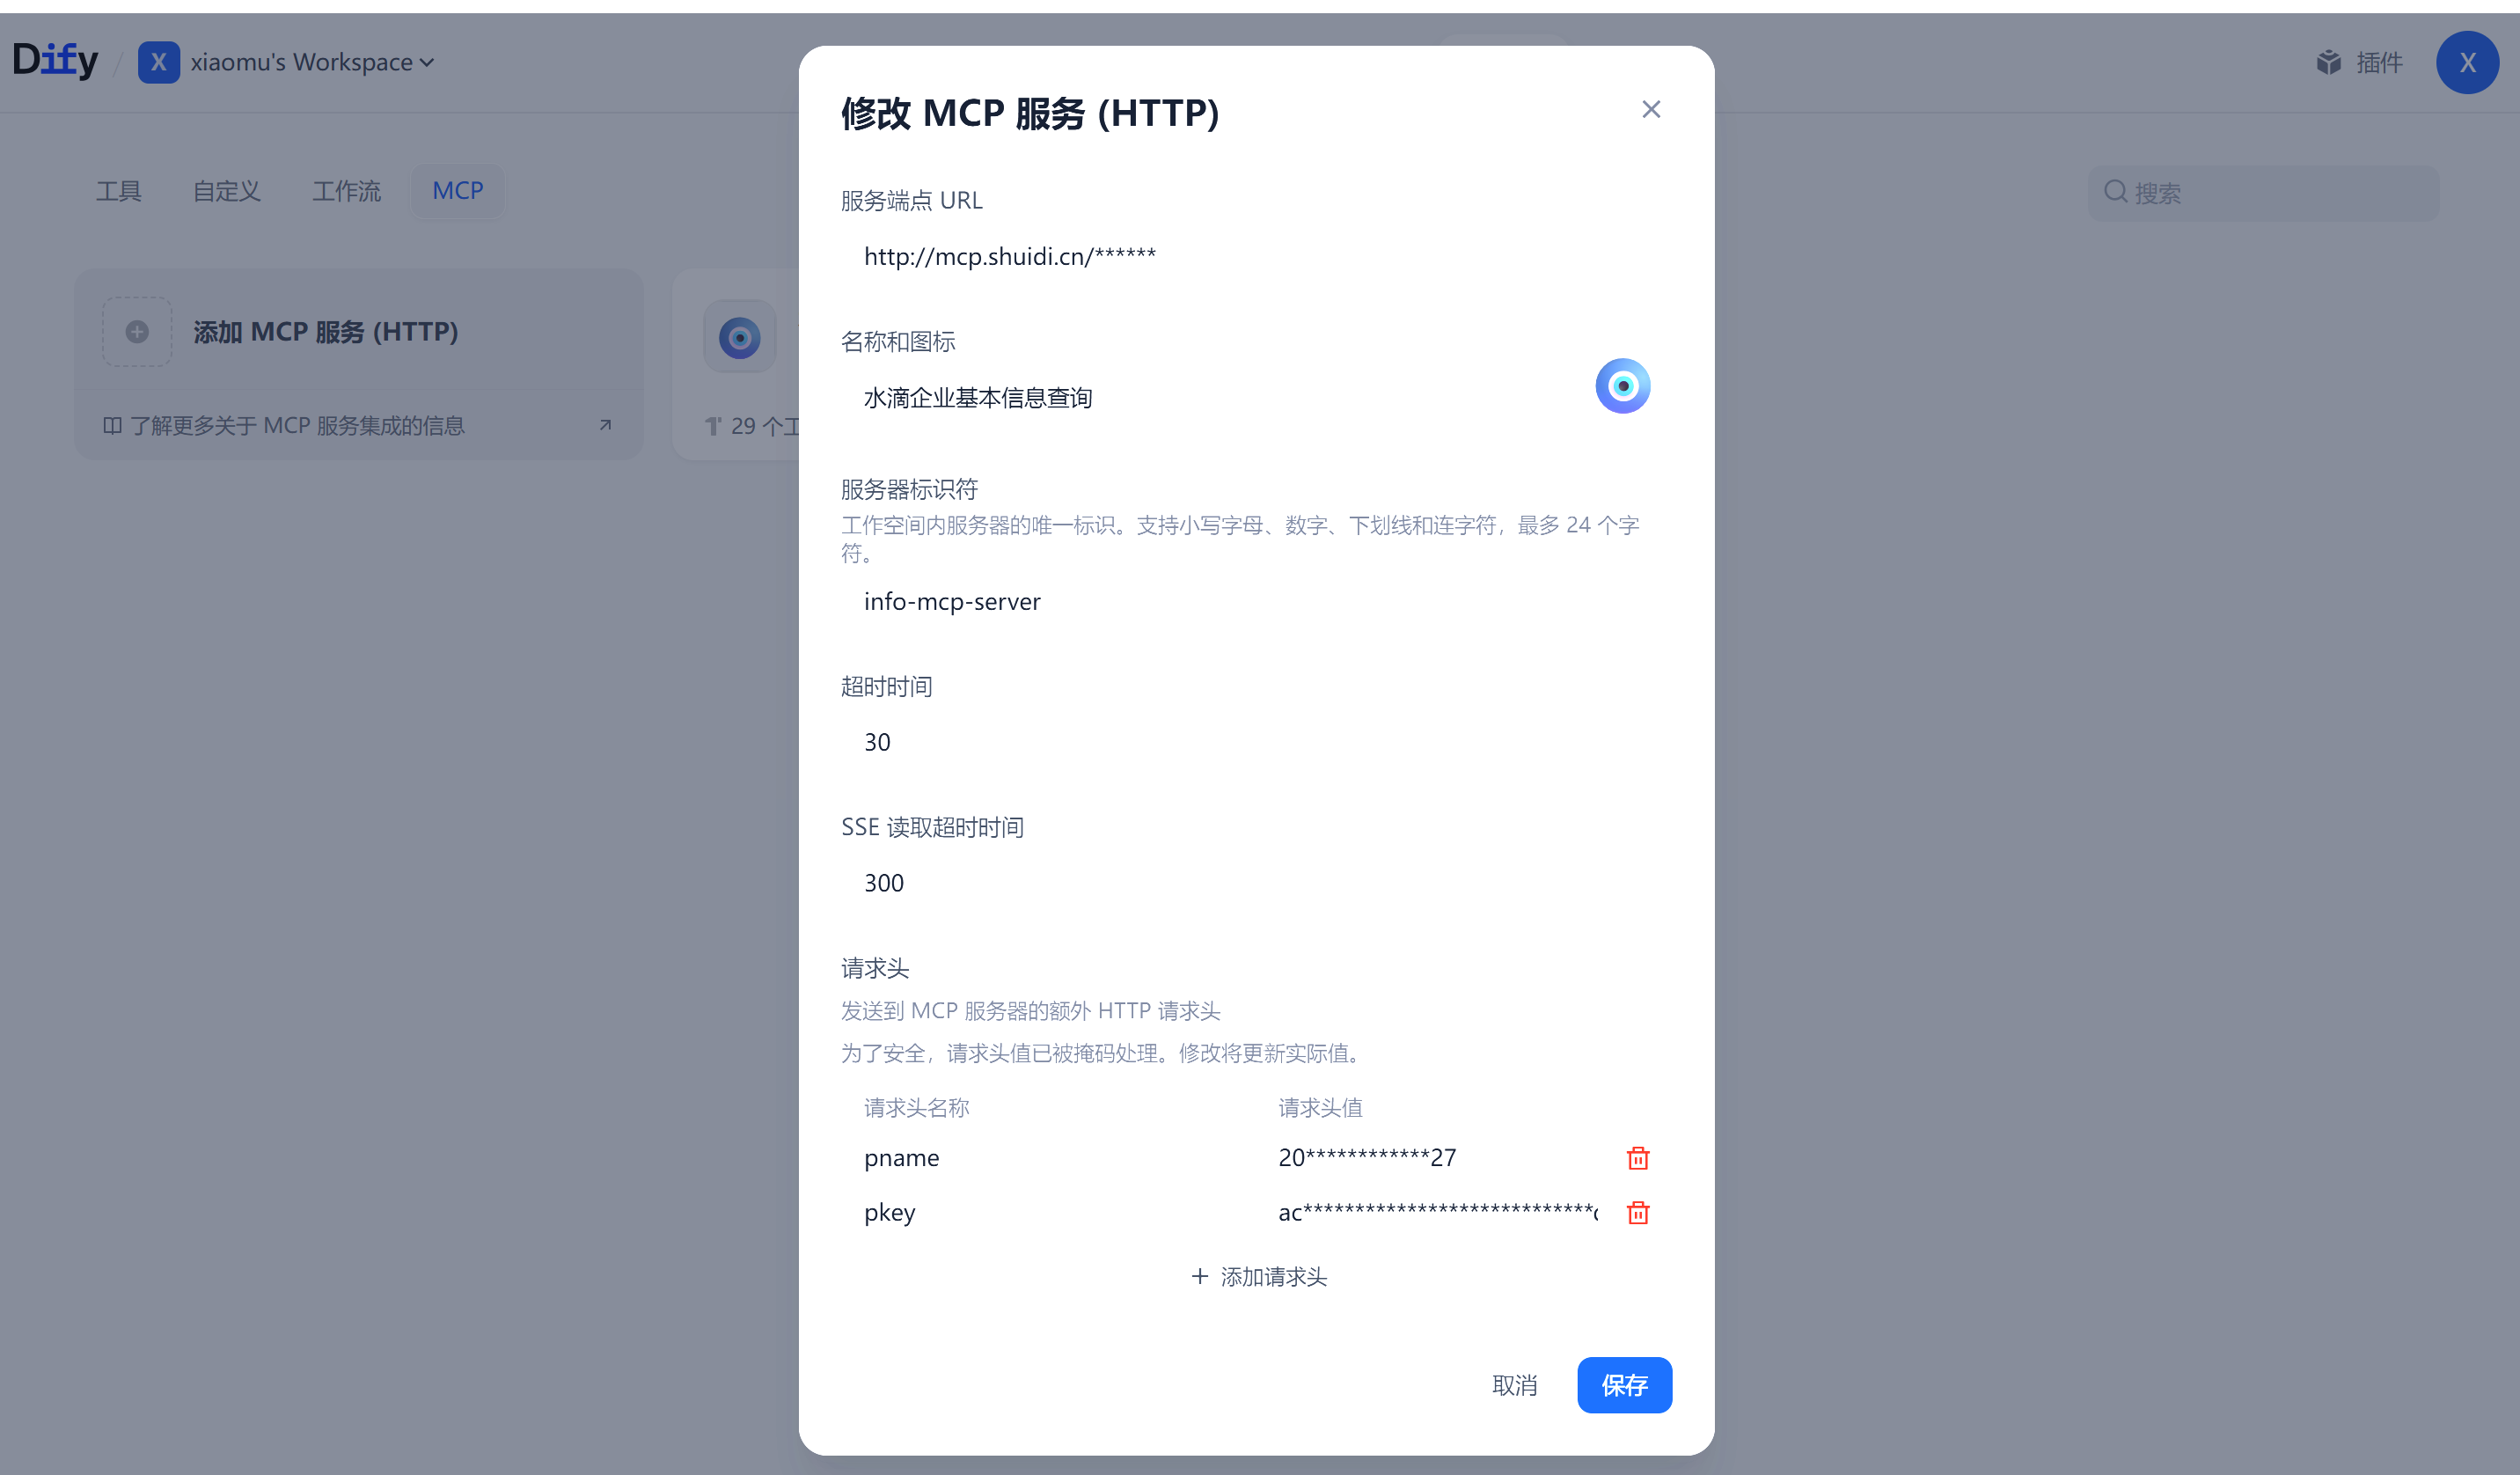 Dify / X xiaomu's Workspace
插件 X
工具 自定义 工作流 MCP
搜索
添加 MCP 服务 (HTTP)
了解更多关于 MCP 服务集成的信息
29 个工
修改 MCP 服务 (HTTP)
服务端点 URL
http://mcp.shuidi.cn/******
名称和图标
水滴企业基本信息查询
服务器标识符
工作空间内服务器的唯一标识。支持小写字母、数字、下划线和连字符，最多 24 个字
符。
info-mcp-server
超时时间
30
SSE 读取超时时间
300
请求头
发送到 MCP 服务器的额外 HTTP 请求头
为了安全，请求头值已被掩码处理。修改将更新实际值。
请求头名称 请求头值
pname 20************27
pkey ac****************************
添加请求头
取消 保存